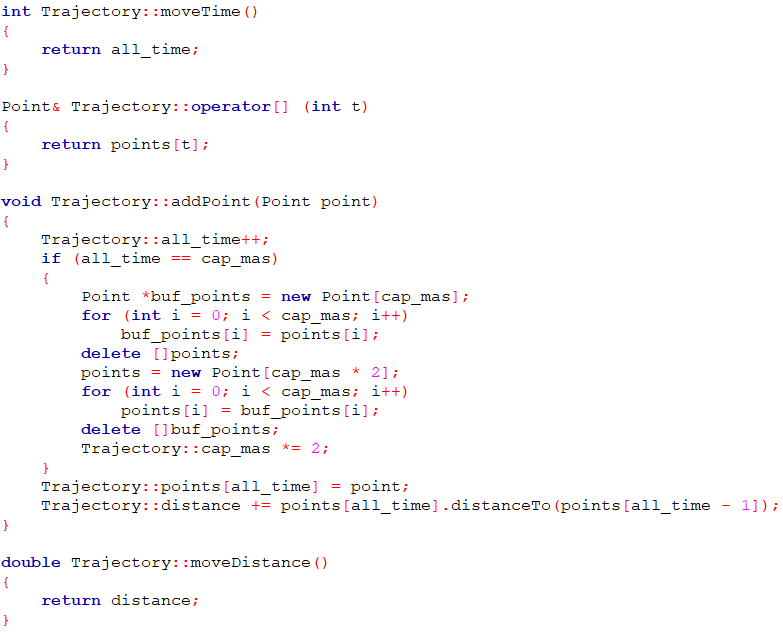 int Trajectory::moveTime()
{
    return all_time;
}

Point& Trajectory::operator[] (int t)
{
    return points[t];
}

void Trajectory::addPoint(Point point)
{
    Trajectory::all_time++;
    if (all_time == cap_mas)
    {
        Point *buf_points = new Point[cap_mas];
        for (int i = 0; i < cap_mas; i++)
            buf_points[i] = points[i];
        delete []points;
        points = new Point[cap_mas * 2];
        for (int i = 0; i < cap_mas; i++)
            points[i] = buf_points[i];
        delete []buf_points;
        Trajectory::cap_mas *= 2;
    }
    Trajectory::points[all_time] = point;
    Trajectory::distance += points[all_time].distanceTo(points[all_time - 1]);
}

double Trajectory::moveDistance()
{
    return distance;
}